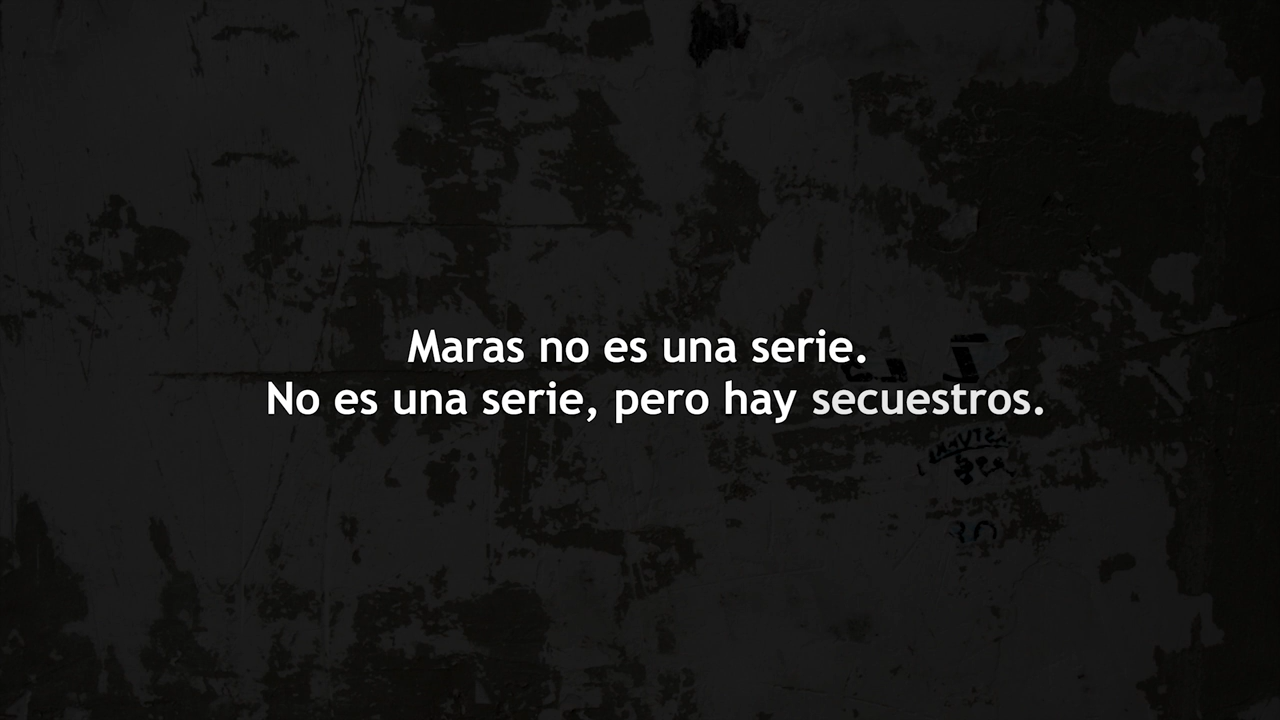 Maras no es una serie.
No es una serie, pero hay secuestros.